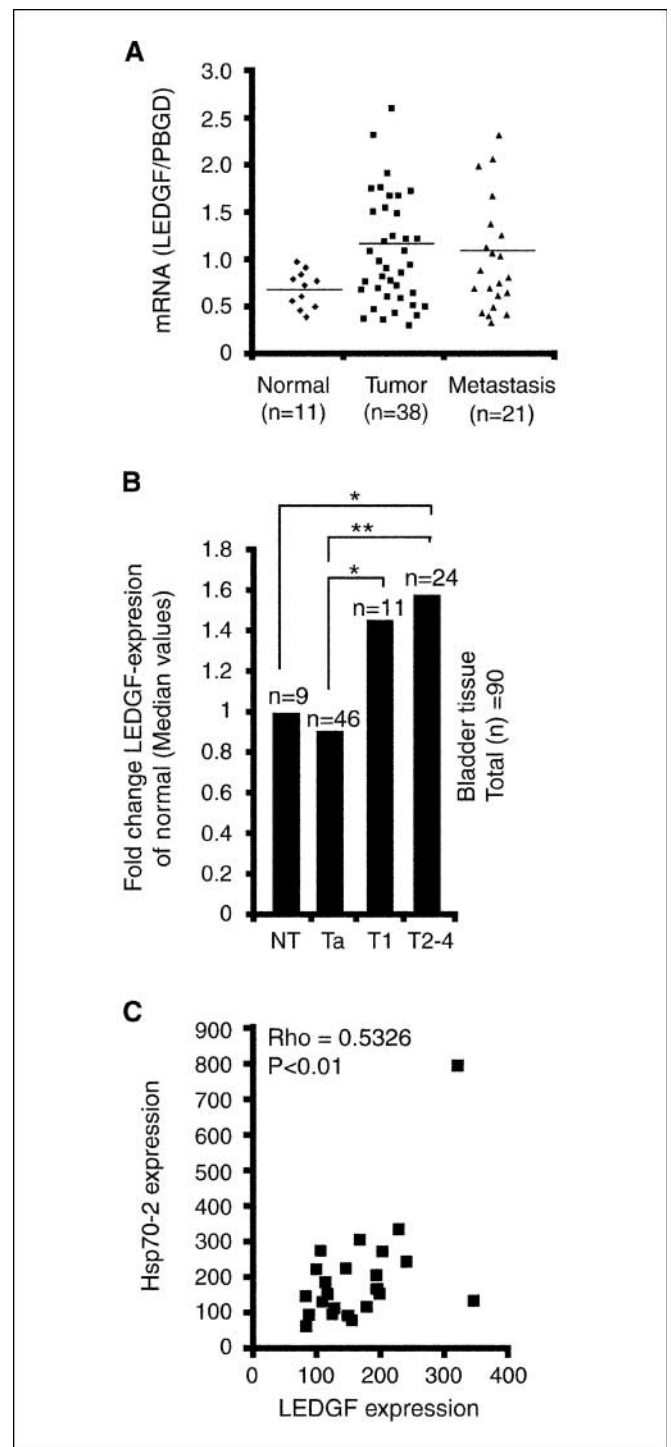 A
mRNA (LEDGF/PBGD)
3.0
2.5
2.0
1.5
1.0
0.5
0
Normal
(n=11)
Tumor
(n=38)
Metastasis
(n=21)
B
Fold change LEDGF-expresion
of normal (Median values)
1.8
1.6
1.4
1.2
1
0.8
0.6
0.4
0.2
0
*
**
*
n=9
n=46
n=11
n=24
NT
Ta
T1
T2-4
Bladder tissue
Total (n) =90
C
Hsp70-2 expression
900
800
700
600
500
400
300
200
100
0
Rho = 0.5326
P<0.01
0
100
200
300
400
LEDGF expression